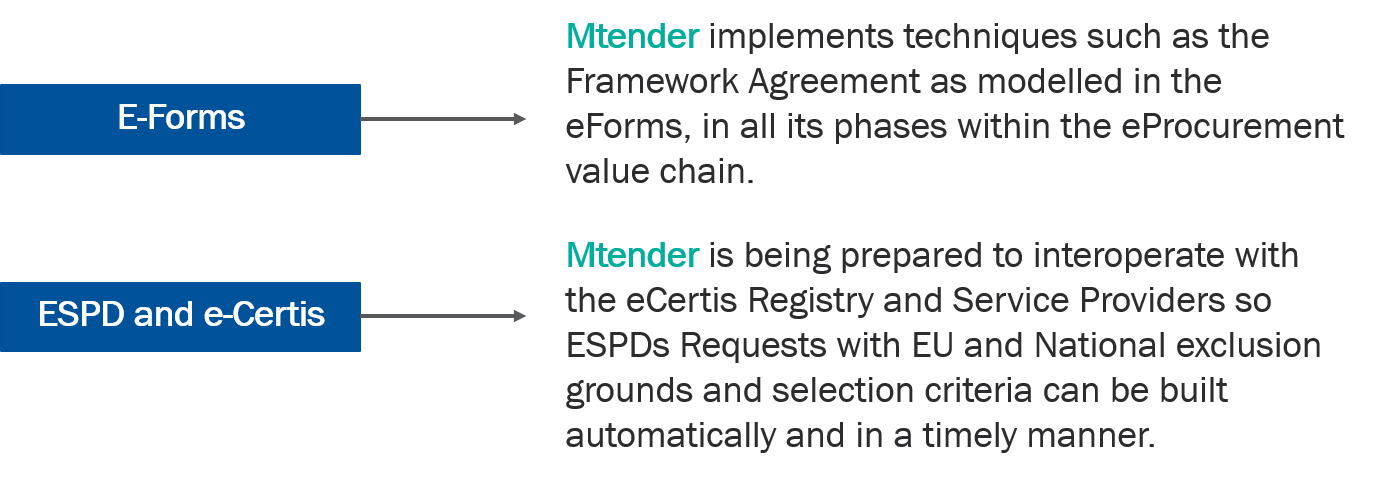 E-Forms
Mtender implements techniques such as the
Framework Agreement as modelled in the
eForms, in all its phases within the eProcurement
value chain.
ESPD and e-Certis
Mtender is being prepared to interoperate with
the eCertis Registry and Service Providers so
ESPDs Requests with EU and National exclusion
grounds and selection criteria can be built
automatically and in a timely manner.